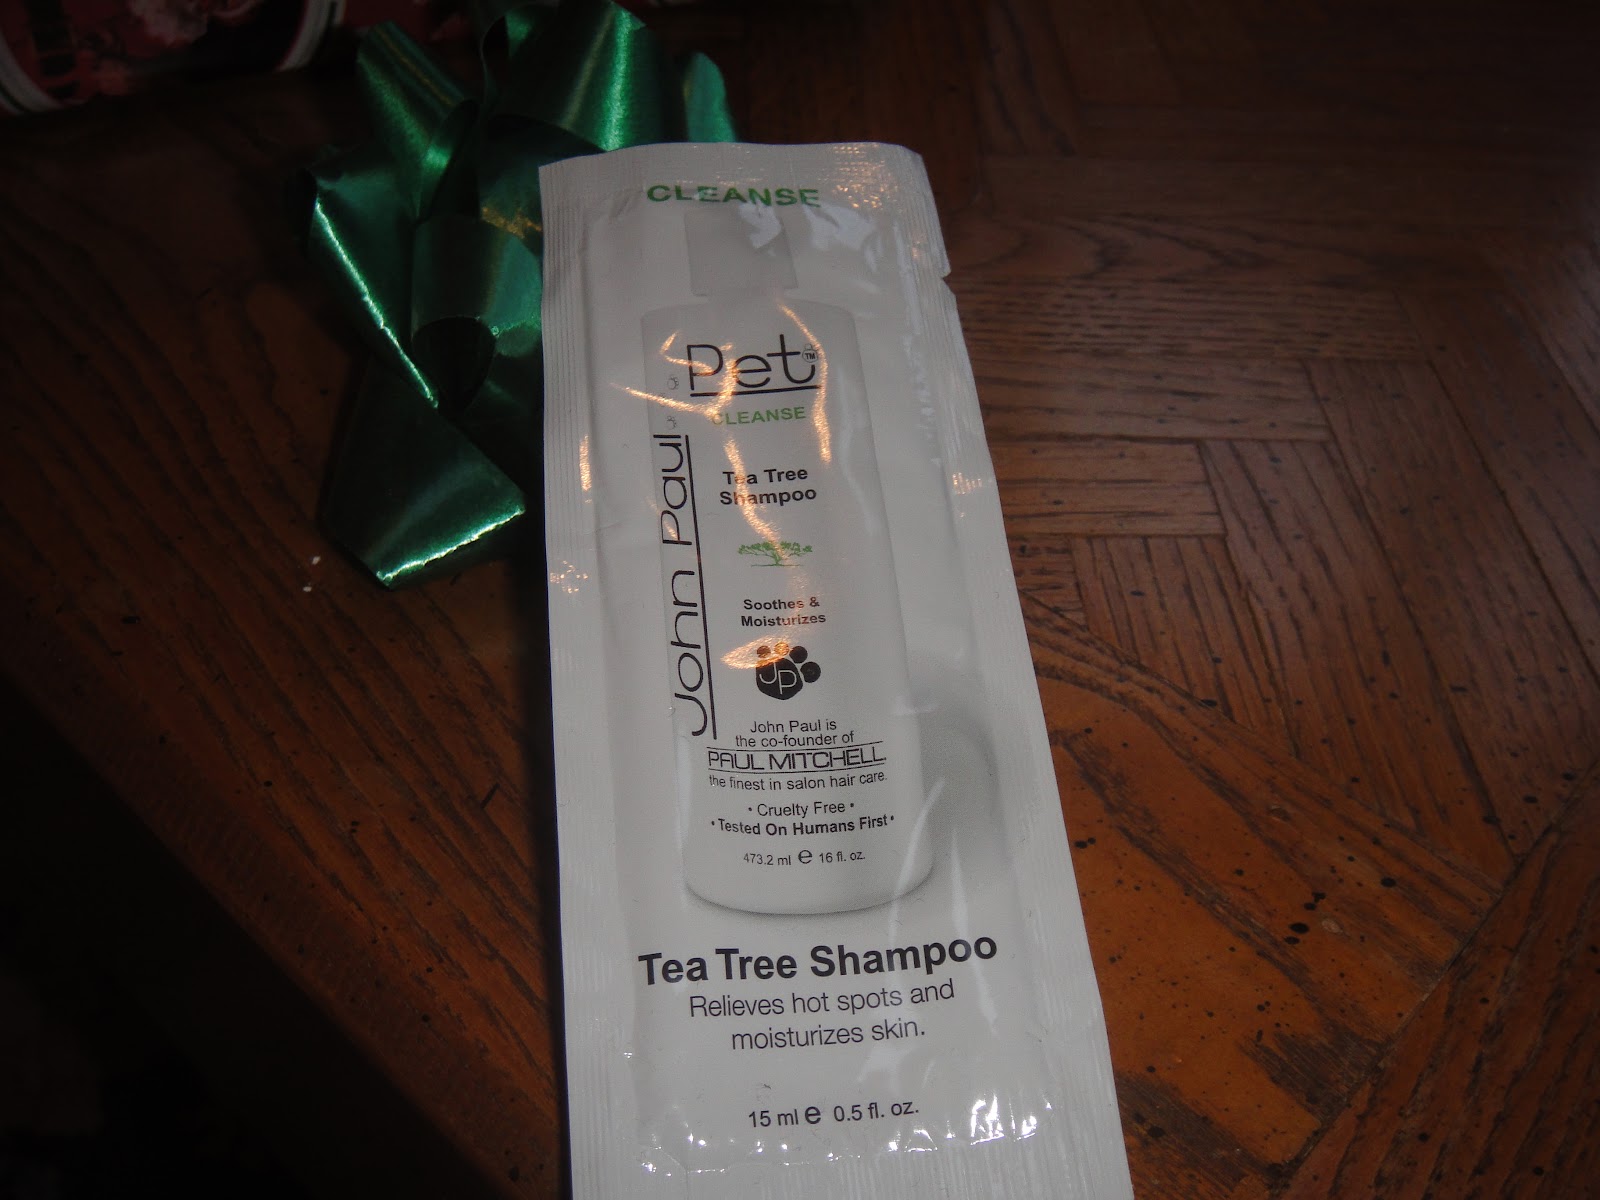 CLEANSE
Pet™
John Paul
CLEANSE
Tea Tree
Shampoo
Soothes &
Moisturizes
JP
John Paul is
the co-founder of
PAUL MITCHELL
the finest in salon hair care.
• Cruelty Free •
• Tested On Humans First •
473.2 ml e 16 fl. oz.
Tea Tree Shampoo
Relieves hot spots and
moisturizes skin.
15 ml e 0.5 fl. oz.